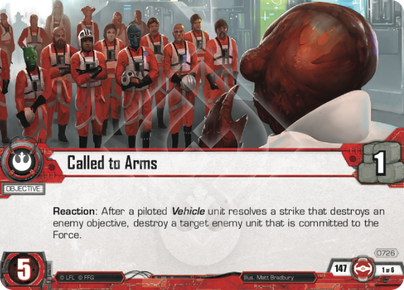 Called to Arms
1
OBJECTIVE
Reaction: After a piloted Vehicle unit resolves a strike that destroys an
enemy objective, destroy a target enemy unit that is committed to the
Force.
0726
5
© LFL © FFG
Illus. Matt Bradbury
147
1 of 6